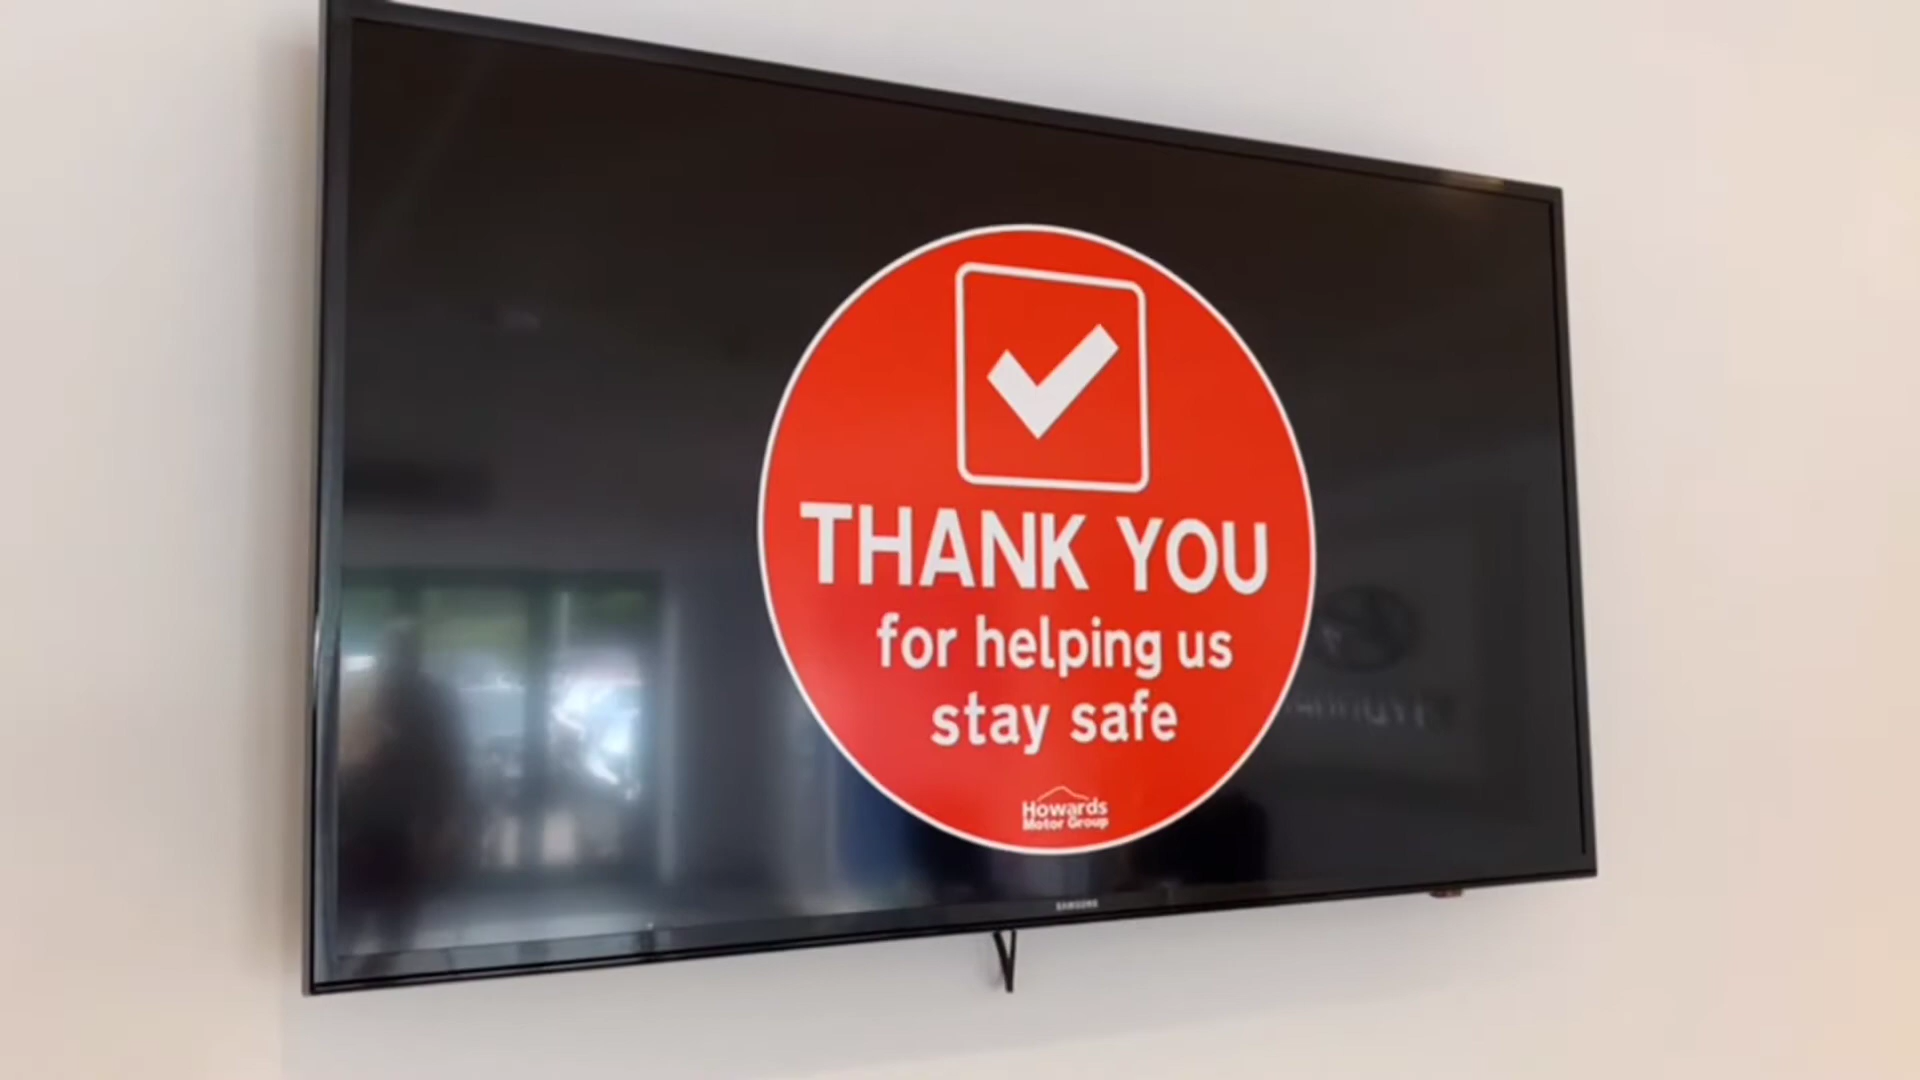 THANK YOU
for helping us
stay safe
Howards
Motor Group
SAMSUNG